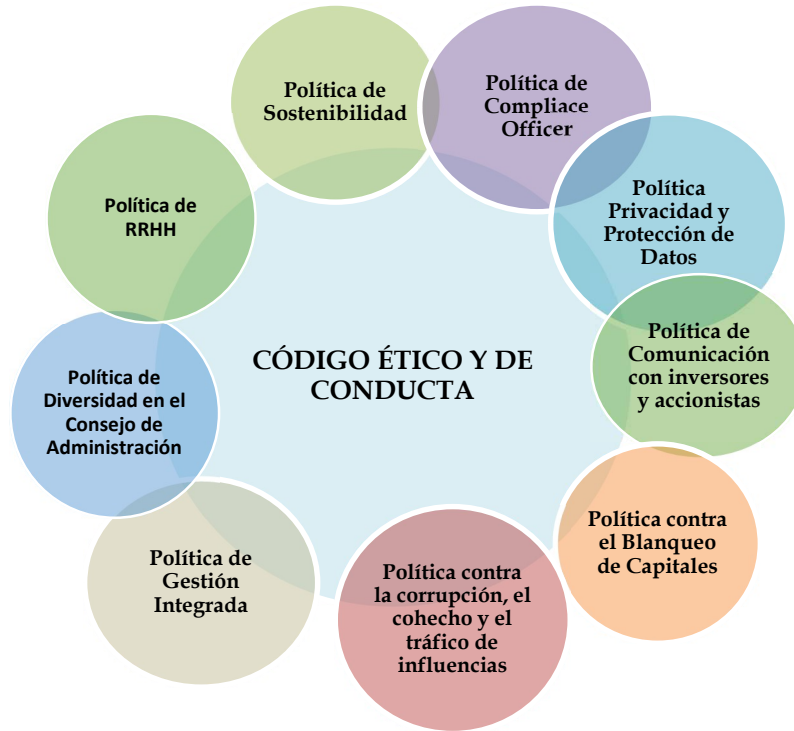 Política de
Sostenibilidad
Política de
Compliace
Officer
Política
Privacidad y
Protección de
Datos
Política de
Comunicación
con inversores
y accionistas
Política contra
el Blanqueo
de Capitales
Política contra
la corrupción, el
cohecho y el
tráfico de
influencias
Política de
Gestión
Integrada
Política de
Diversidad en el
Consejo de
Administración
Política de
RRHH
CÓDIGO ÉTICO Y DE
CONDUCTA